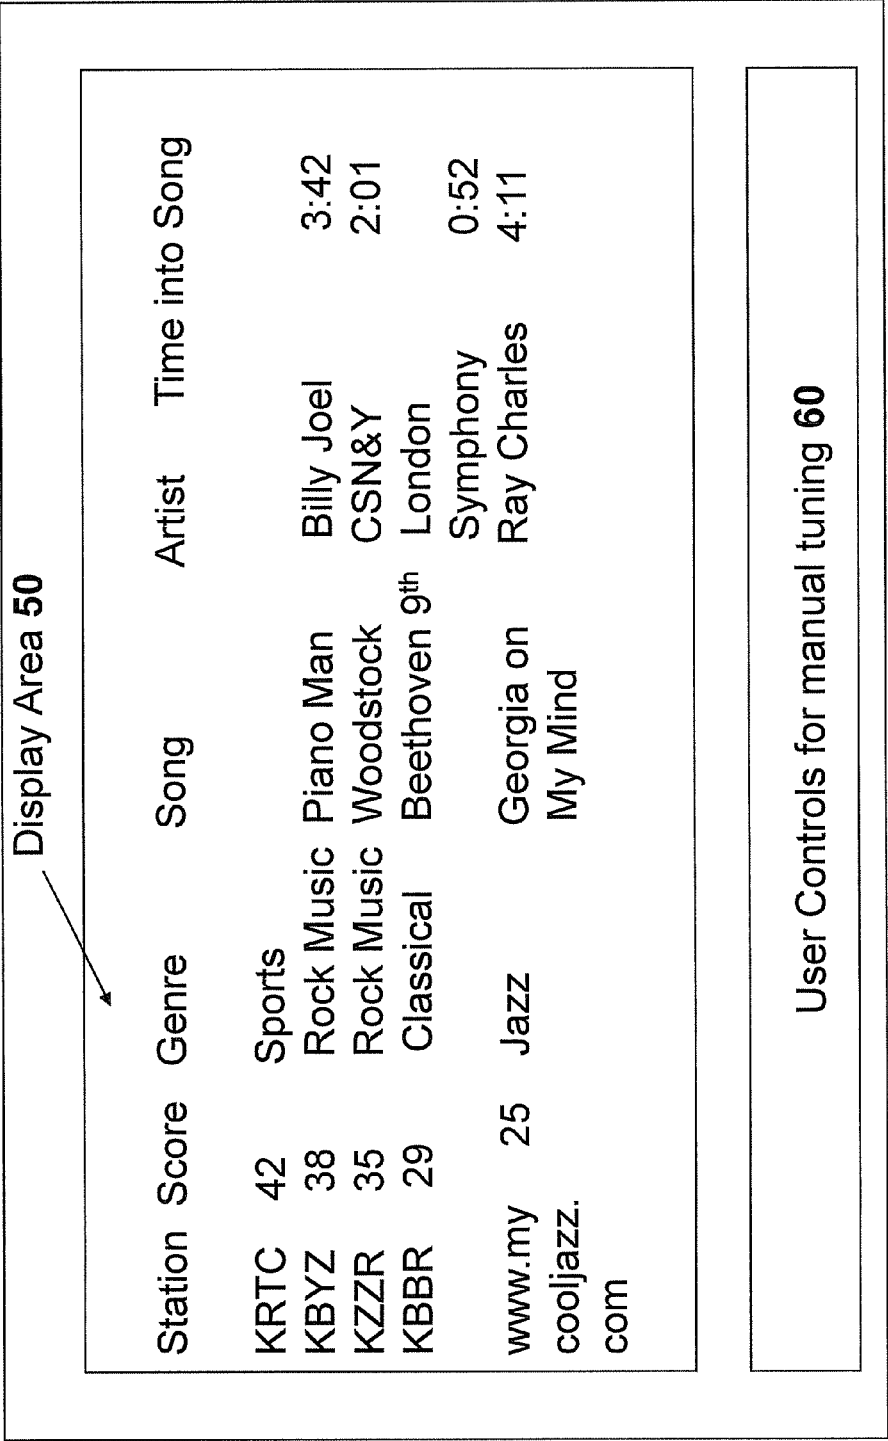 Display Area 50
Station Score Genre Song Artist Time into Song
KRTC 42 Sports
KBYZ 38 Rock Music Piano Man Billy Joel 3:42
KZZR 35 Rock Music Woodstock CSN&Y 2:01
KBBR 29 Classical Beethoven 9th London
Symphony 0:52
www.my 25 Jazz Georgia on Ray Charles 4:11
cooljazz. My Mind
com
User Controls for manual tuning 60